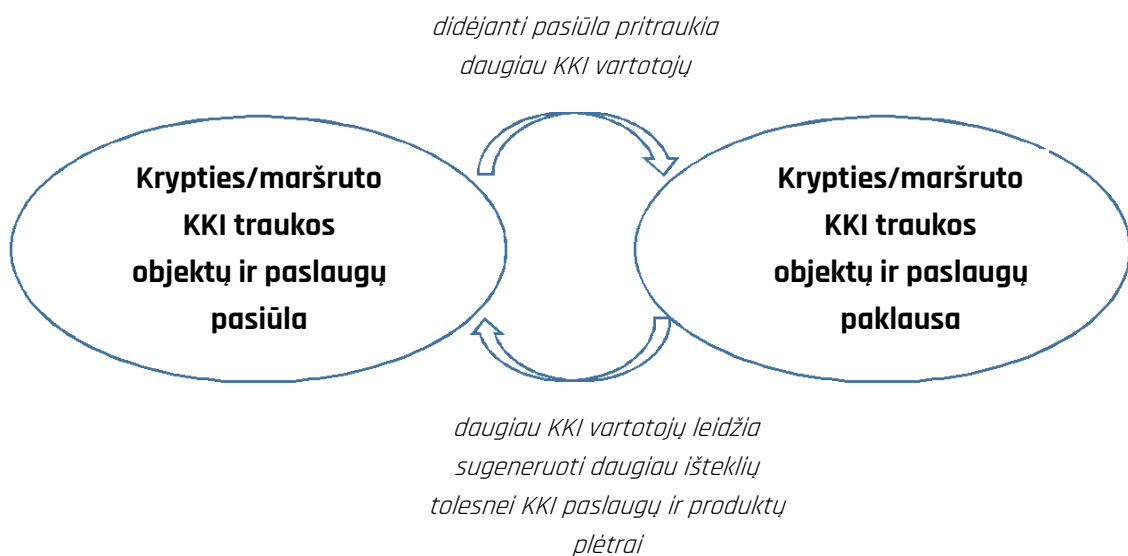 didėjanti pasiūla pritraukia
daugiau KKI vartotojų
Krypties/maršruto
KKI traukos
objektų ir paslaugų
pasiūla
Krypties/maršruto
KKI traukos
objektų ir paslaugų
paklausa
daugiau KKI vartotojų leidžia
sugeneruoti daugiau išteklių
tolesnei KKI paslaugų ir produktų
plėtrai